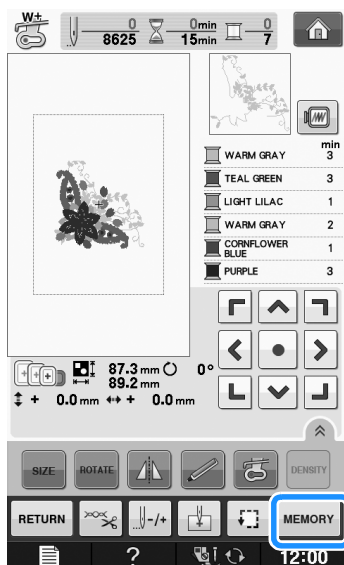 W+
0
8625
0min
15min
0
7
min
WARM GRAY 3
TEAL GREEN 3
LIGHT LILAC 1
WARM GRAY 2
CORNFLOWER
BLUE 1
PURPLE 3
87.3 mm 0°
89.2 mm
+ 0.0 mm + 0.0 mm
SIZE ROTATE DENSITY
RETURN -/+ MEMORY
? 12:00